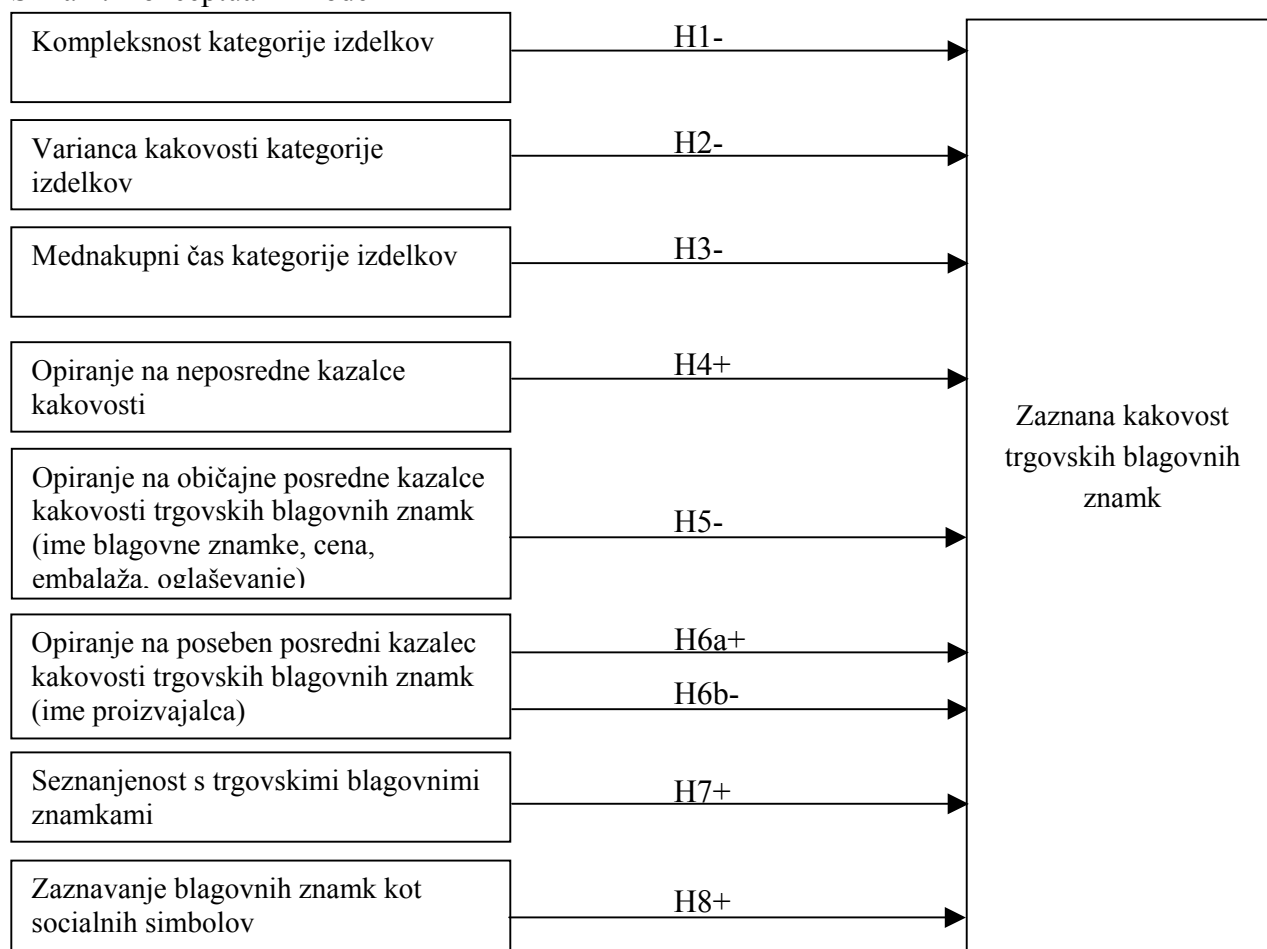 Kompleksnost kategorije izdelkov
H1-
Varianca kakovosti kategorije
izdelkov
H2-
Mednakupni čas kategorije izdelkov
H3-
Opiranje na neposredne kazalce
kakovosti
H4+
Opiranje na običajne posredne kazalce
kakovosti trgovskih blagovnih znamk
(ime blagovne znamke, cena,
embalaža, oglaševanje)
H5-
Opiranje na poseben posredni kazalec
kakovosti trgovskih blagovnih znamk
(ime proizvajalca)
H6a+
H6b-
Seznanjenost s trgovskimi blagovnimi
znamkami
H7+
Zaznavanje blagovnih znamk kot
socialnih simbolov
H8+
Zaznana kakovost
trgovskih blagovnih
znamk